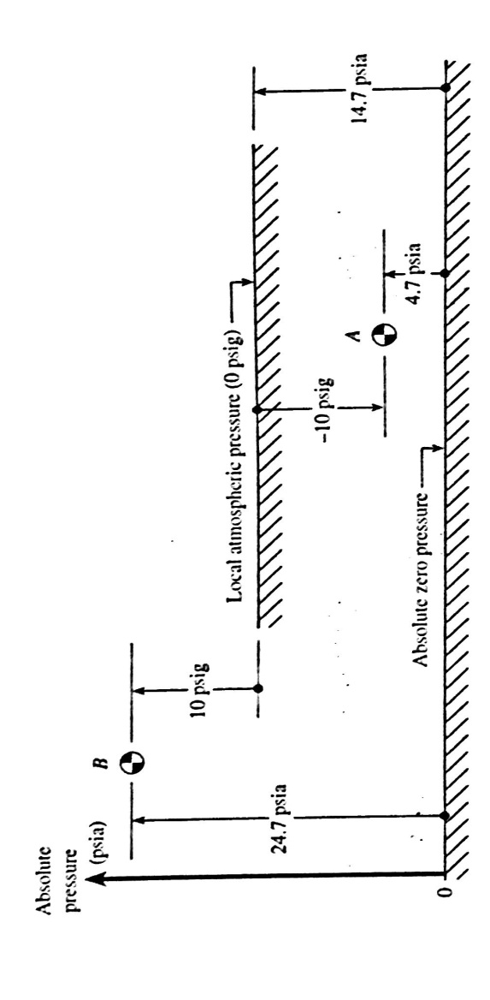 Absolute
pressure
(psia)
B
10 psig
24.7 psia
Local atmospheric pressure (0 psig)
-10 psig
A
4.7 psia
14.7 psia
Absolute zero pressure
0